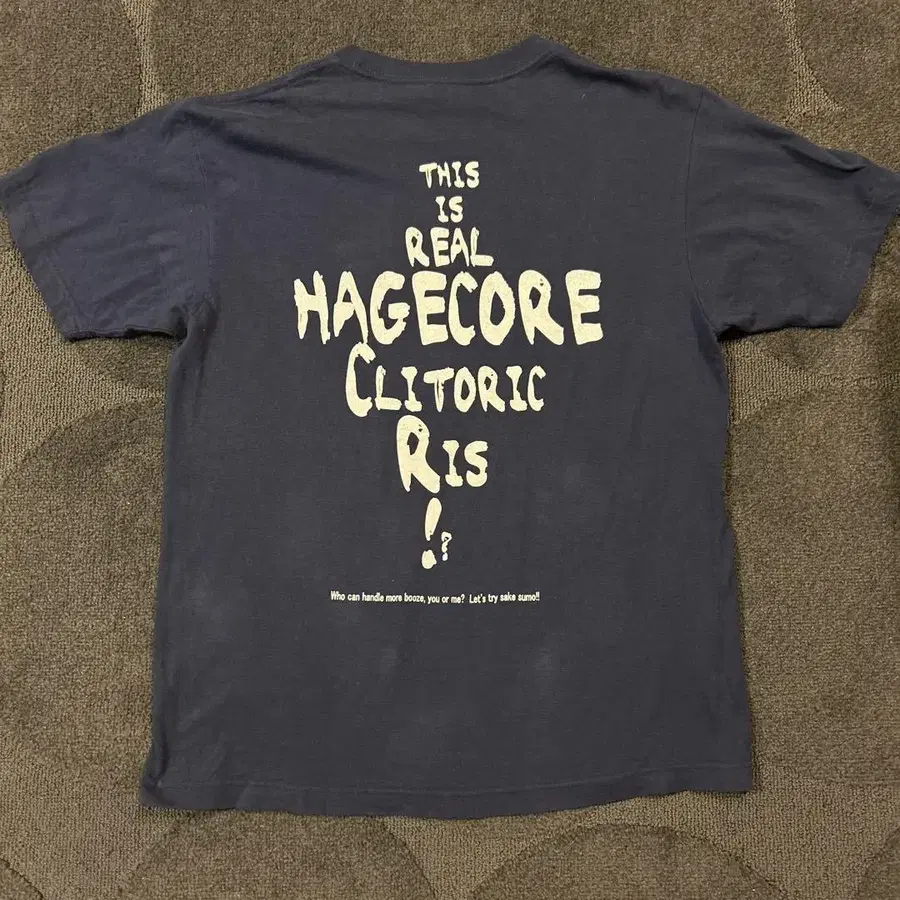 THIS
IS
REAL
HAGECORE
CLITORIC
RIS
!?
Who can handle more booze, you or me? Let's try sake sumo!!